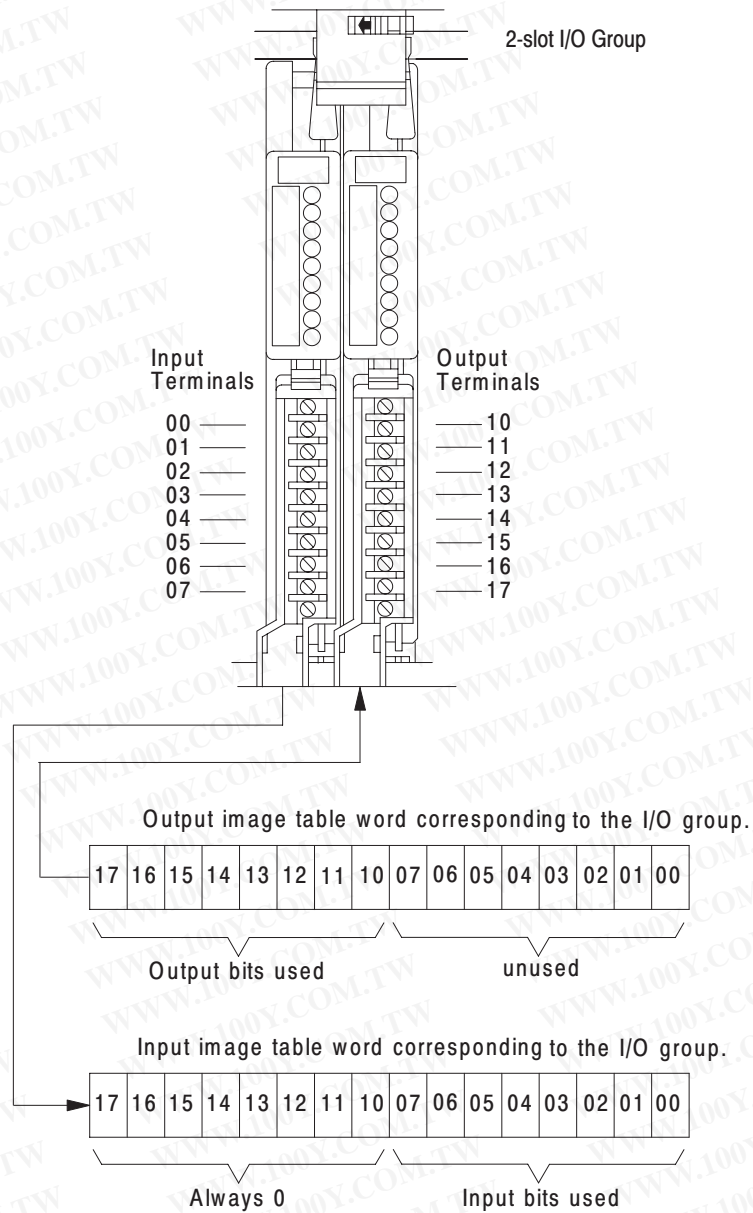 2-slot I/O Group
Input
Terminals
Output
Terminals
00
01
02
03
04
05
06
07
10
11
12
13
14
15
16
17
Output image table word corresponding to the I/O group.
17 16 15 14 13 12 11 10 07 06 05 04 03 02 01 00
Output bits used
unused
Input image table word corresponding to the I/O group.
17 16 15 14 13 12 11 10 07 06 05 04 03 02 01 00
Always 0
Input bits used
WWW.100Y.COM.TW